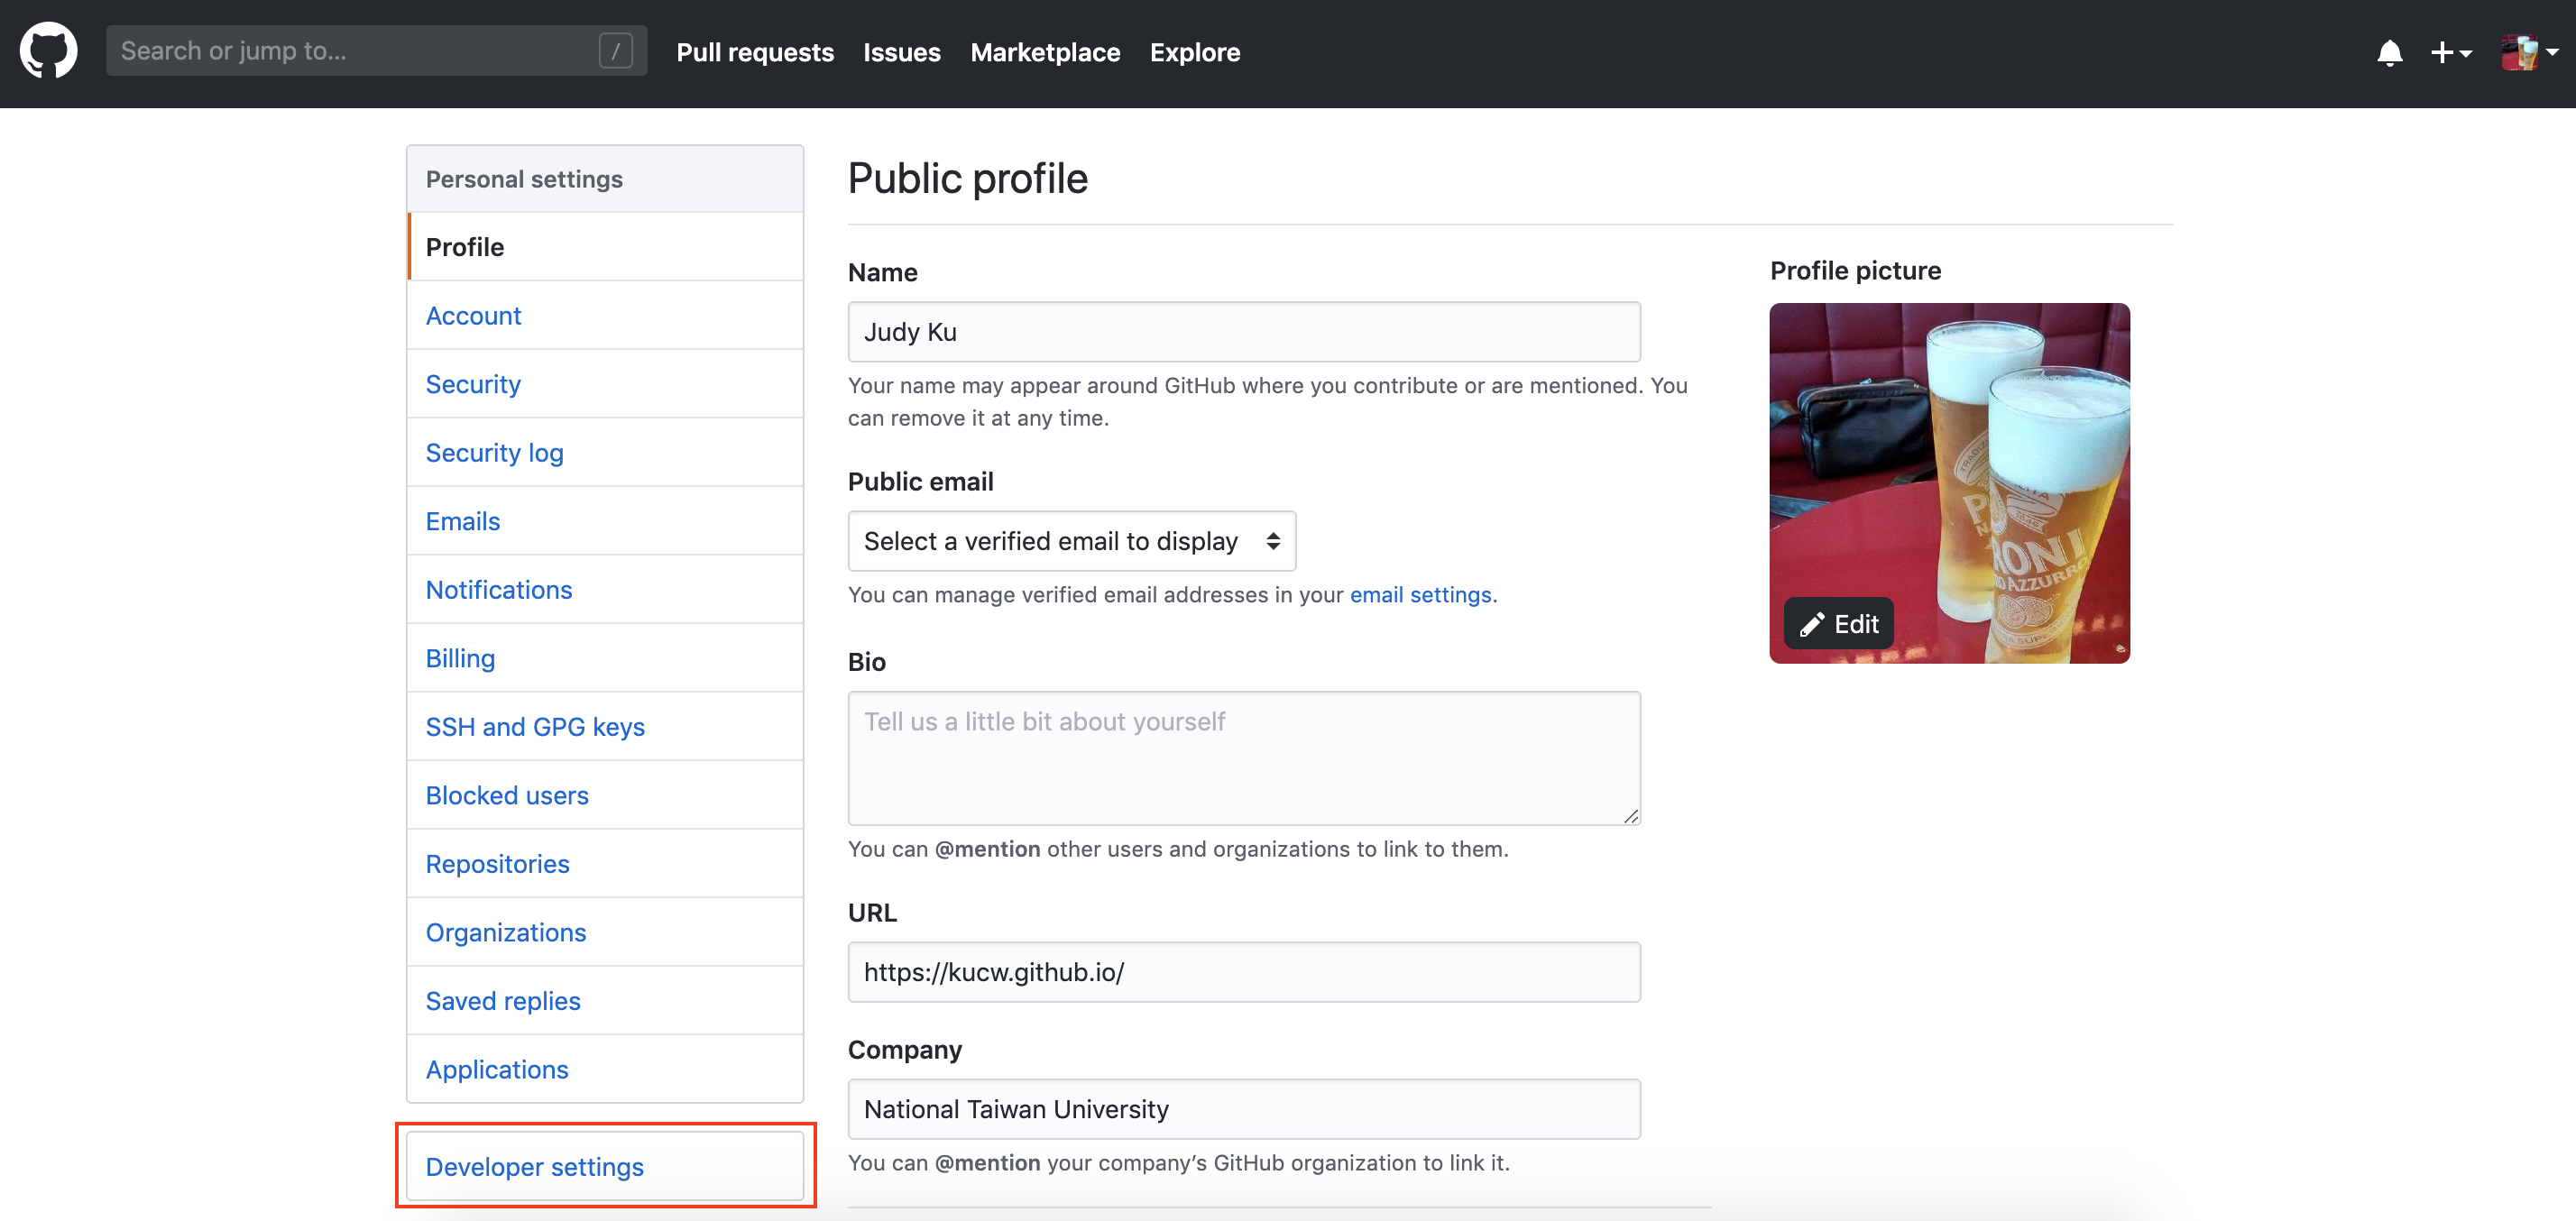 Search or jump to...
/
Pull requests
Issues
Marketplace
Explore
Personal settings
Profile
Account
Security
Security log
Emails
Notifications
Billing
SSH and GPG keys
Blocked users
Repositories
Organizations
Saved replies
Applications
Developer settings
Public profile
Name
Judy Ku
Your name may appear around GitHub where you contribute or are mentioned. You
can remove it at any time.
Public email
Select a verified email to display
You can manage verified email addresses in your email settings.
Bio
Tell us a little bit about yourself
You can @mention other users and organizations to link to them.
URL
https://kucw.github.io/
Company
National Taiwan University
You can @mention your company’s GitHub organization to link it.
Profile picture
RONI
AZZURRO
Edit